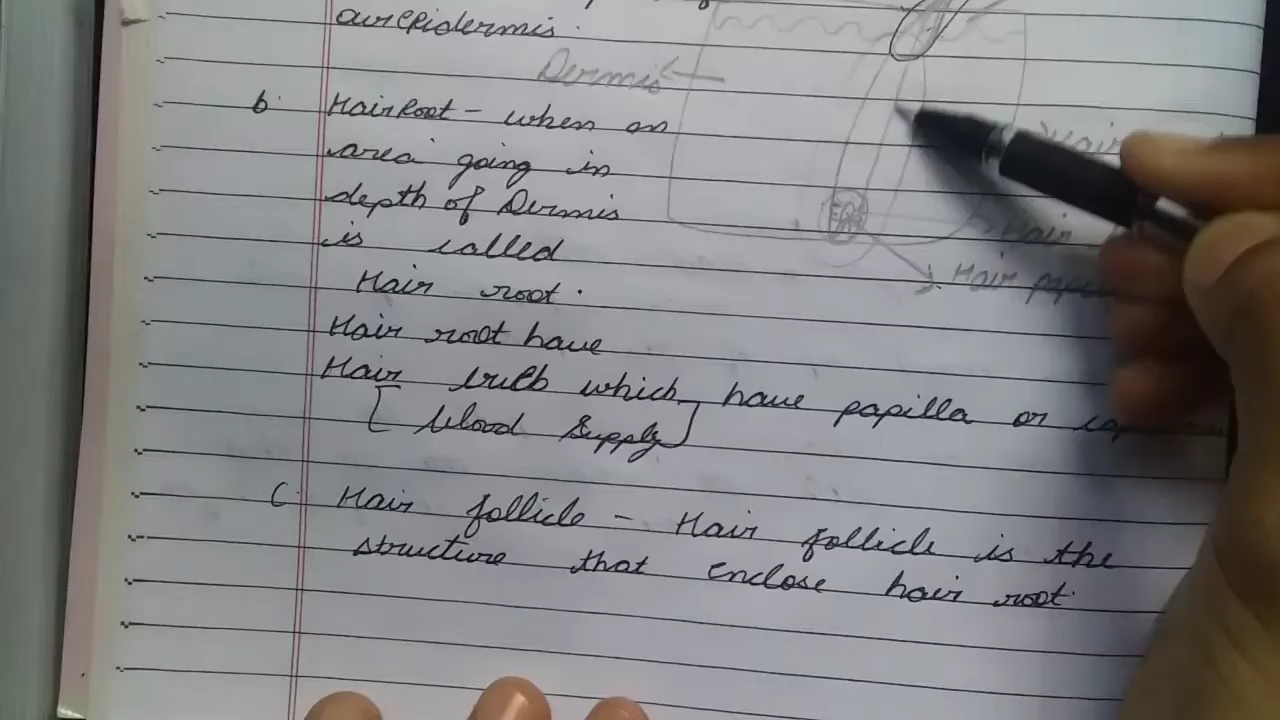 our epidermis.
Dermis
b. Hair Root - when an
area going in
depth of Dermis
is called
Hair root.
Hair
Hair
Hair root have
Hair bulb which have papilla or
[blood Supply]
C. Hair follicle - Hair follicle is the
structure that enclose hair root.